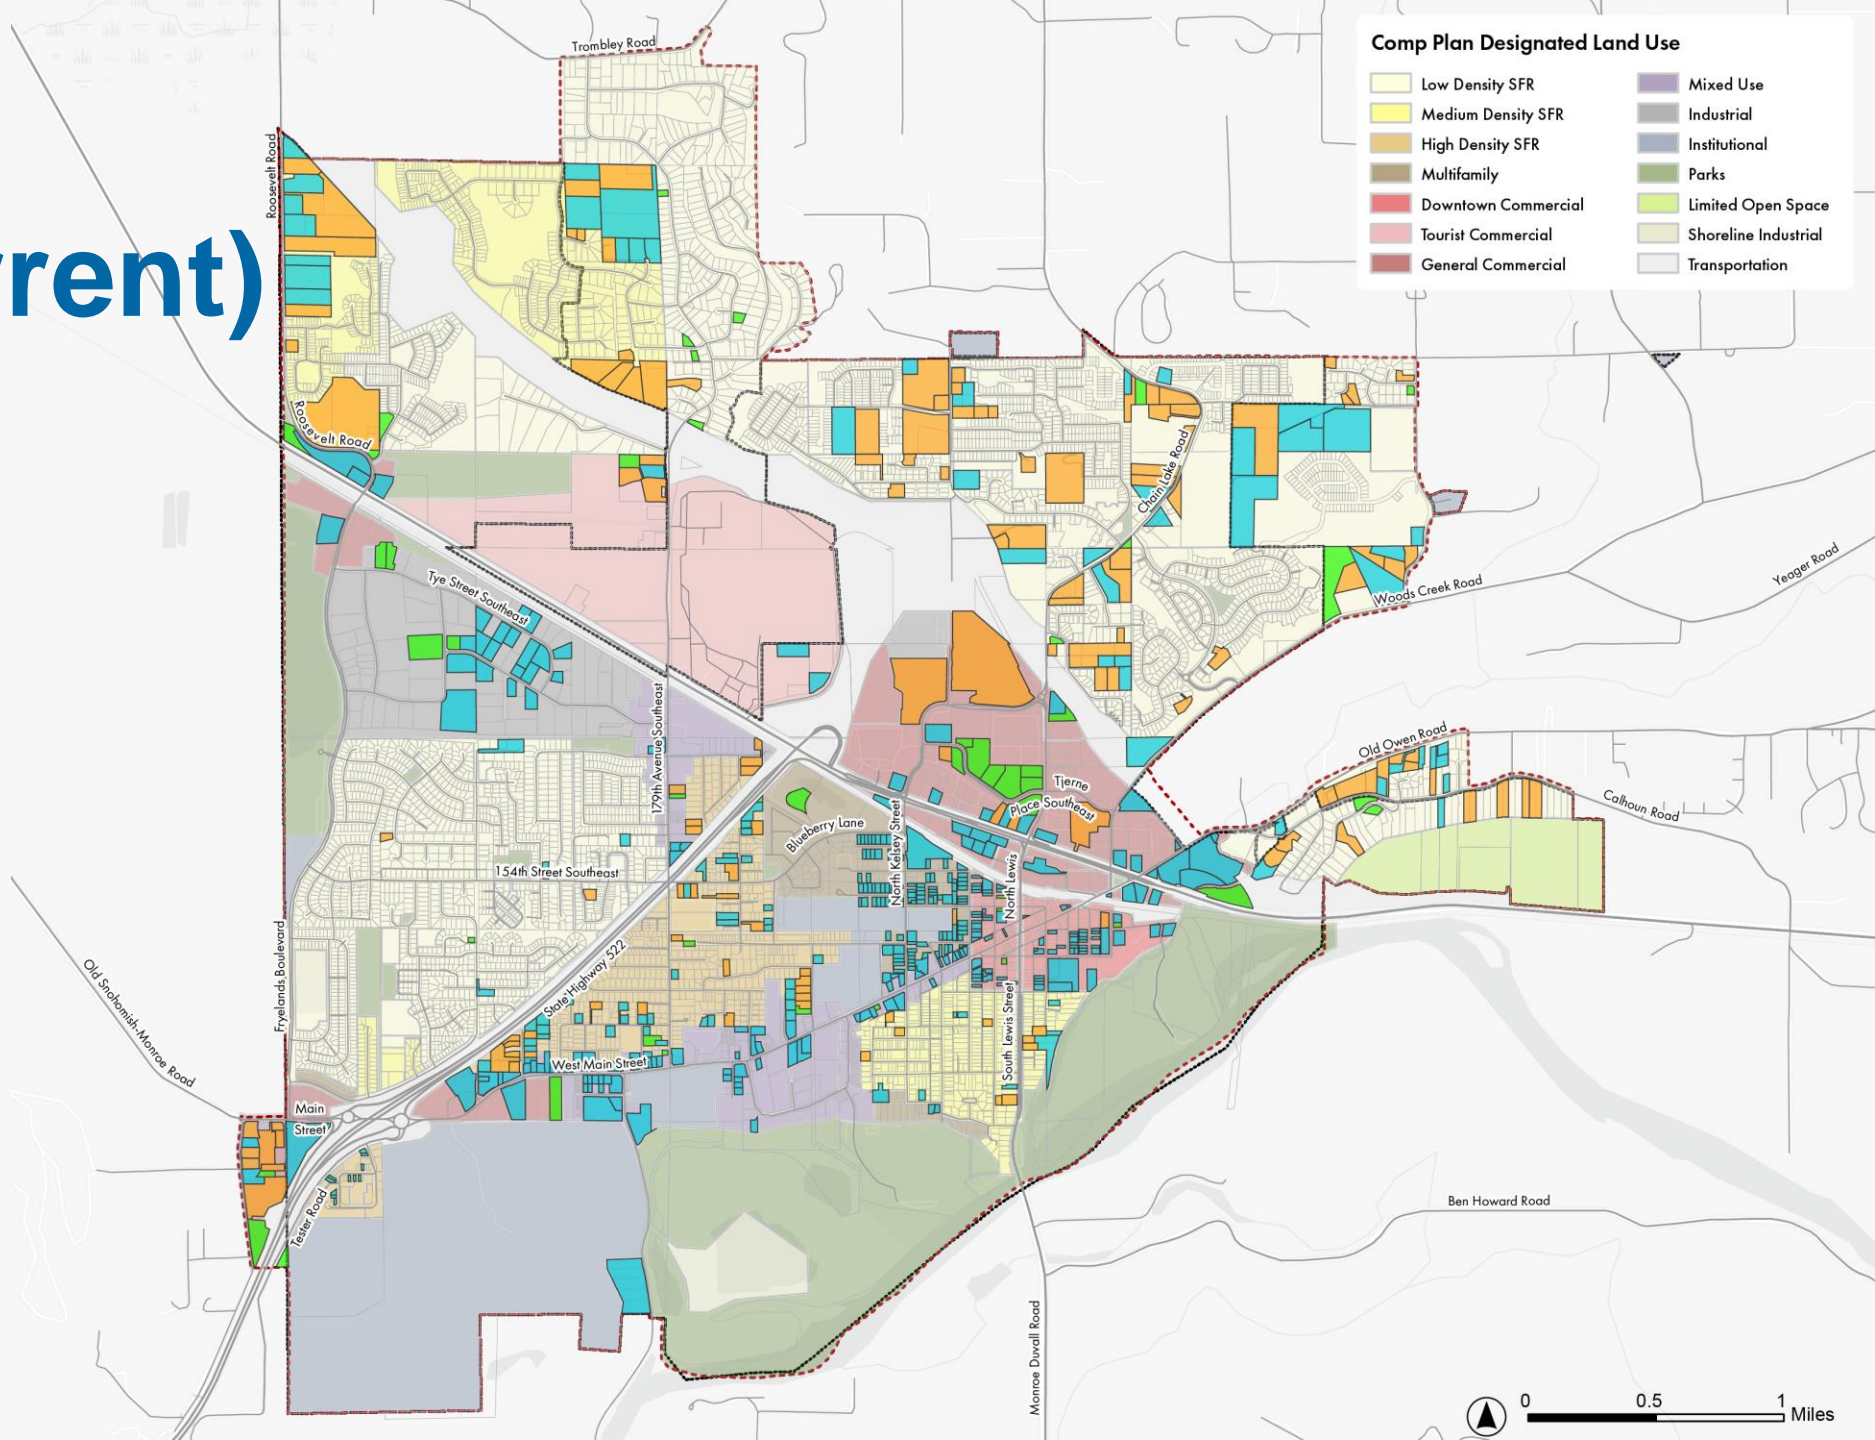 rrent)
Comp Plan Designated Land Use
Low Density SFR
Medium Density SFR
High Density SFR
Multifamily
Downtown Commercial
Tourist Commercial
General Commercial
Mixed Use
Industrial
Institutional
Parks
Limited Open Space
Shoreline Industrial
Transportation
Trombley Road
Roosevelt Road
Roosevelt Road
Chain Lake Road
Woods Creek Road
Yeager Road
Tye Street Southeast
179th Avenue Southeast
Old Owen Road
Calhoun Road
Tjerne
Place Southeast
Blueberry Lane
North Kelsey Street
North Lewis
154th Street Southeast
State Highway 522
Fryelands Boulevard
Old Snohomish-Monroe Road
South Lewis Street
West Main Street
Main
Street
Tester Road
Ben Howard Road
Monroe Duvall Road
0 0.5 1
Miles